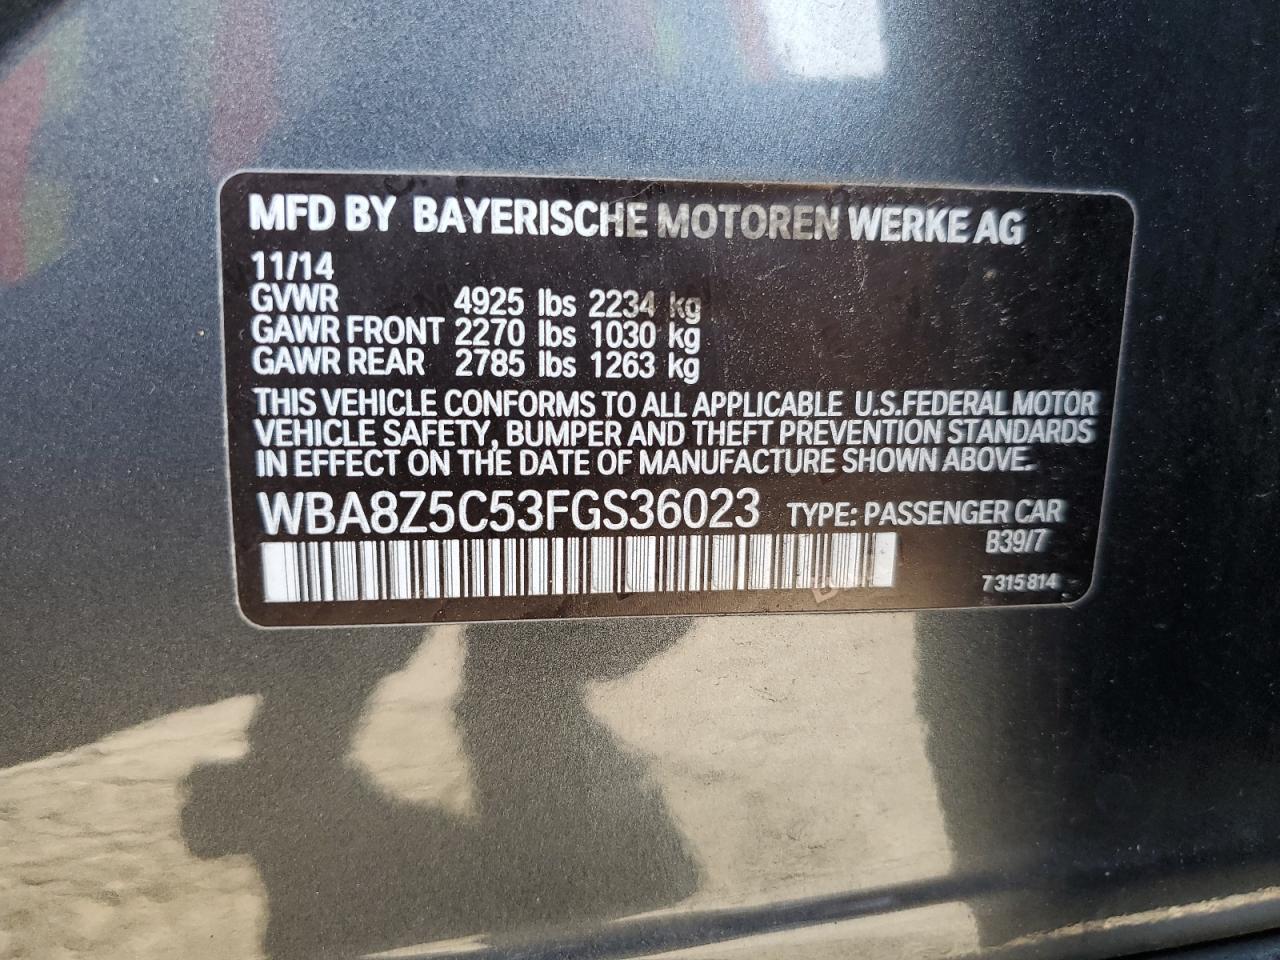 MFD BY BAYERISCHE MOTOREN WERKE AG
11/14
GVWR 4925 lbs 2234 kg
GAWR FRONT 2270 lbs 1030 kg
GAWR REAR 2785 lbs 1263 kg
THIS VEHICLE CONFORMS TO ALL APPLICABLE U.S.FEDERAL MOTOR
VEHICLE SAFETY, BUMPER AND THEFT PREVENTION STANDARDS
IN EFFECT ON THE DATE OF MANUFACTURE SHOWN ABOVE.
WBA8Z5C53FGS36023 TYPE: PASSENGER CAR
B39/7
7 315 814